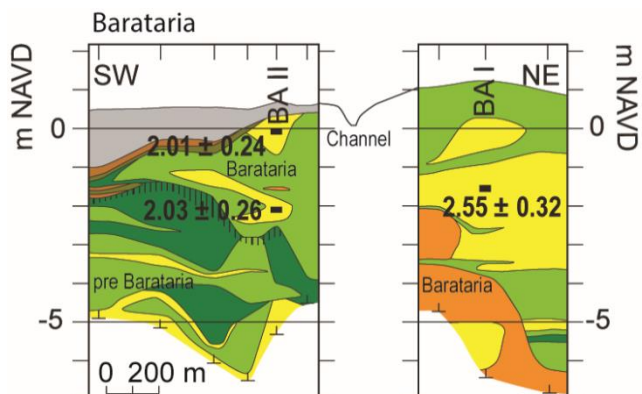 Barataria
m NAVD
SW
BA II
BA I
NE
m NAVD
0
0
Channel
2.01 ± 0.24
Barataria
2.03 ± 0.26
2.55 ± 0.32
pre Barataria
Barataria
-5
-5
0 200 m